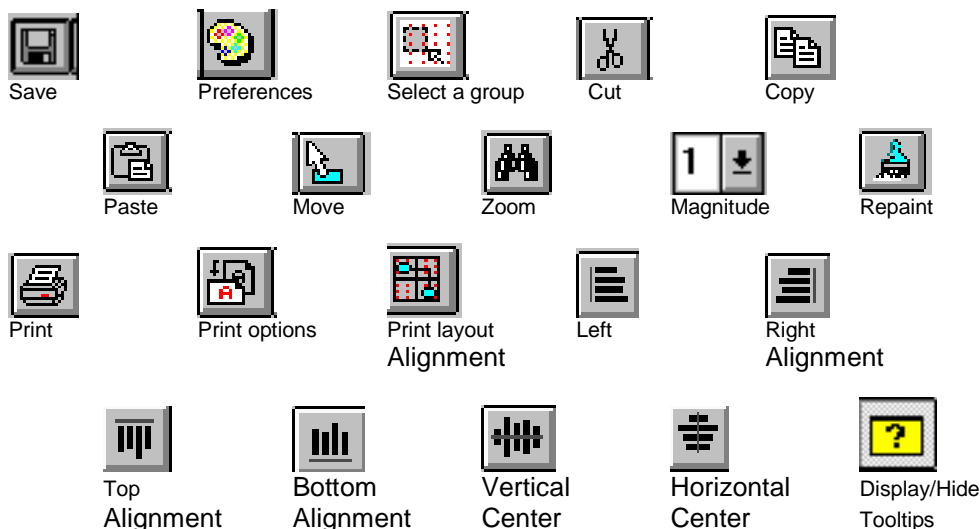 Save Preferences Select a group Cut Copy
1
Paste Move Zoom Magnitude Repaint
A
Print Print options Print layout Left Right
Alignment Alignment
?
Top Bottom Vertical Horizontal Display/Hide
Alignment Alignment Center Center Tooltips